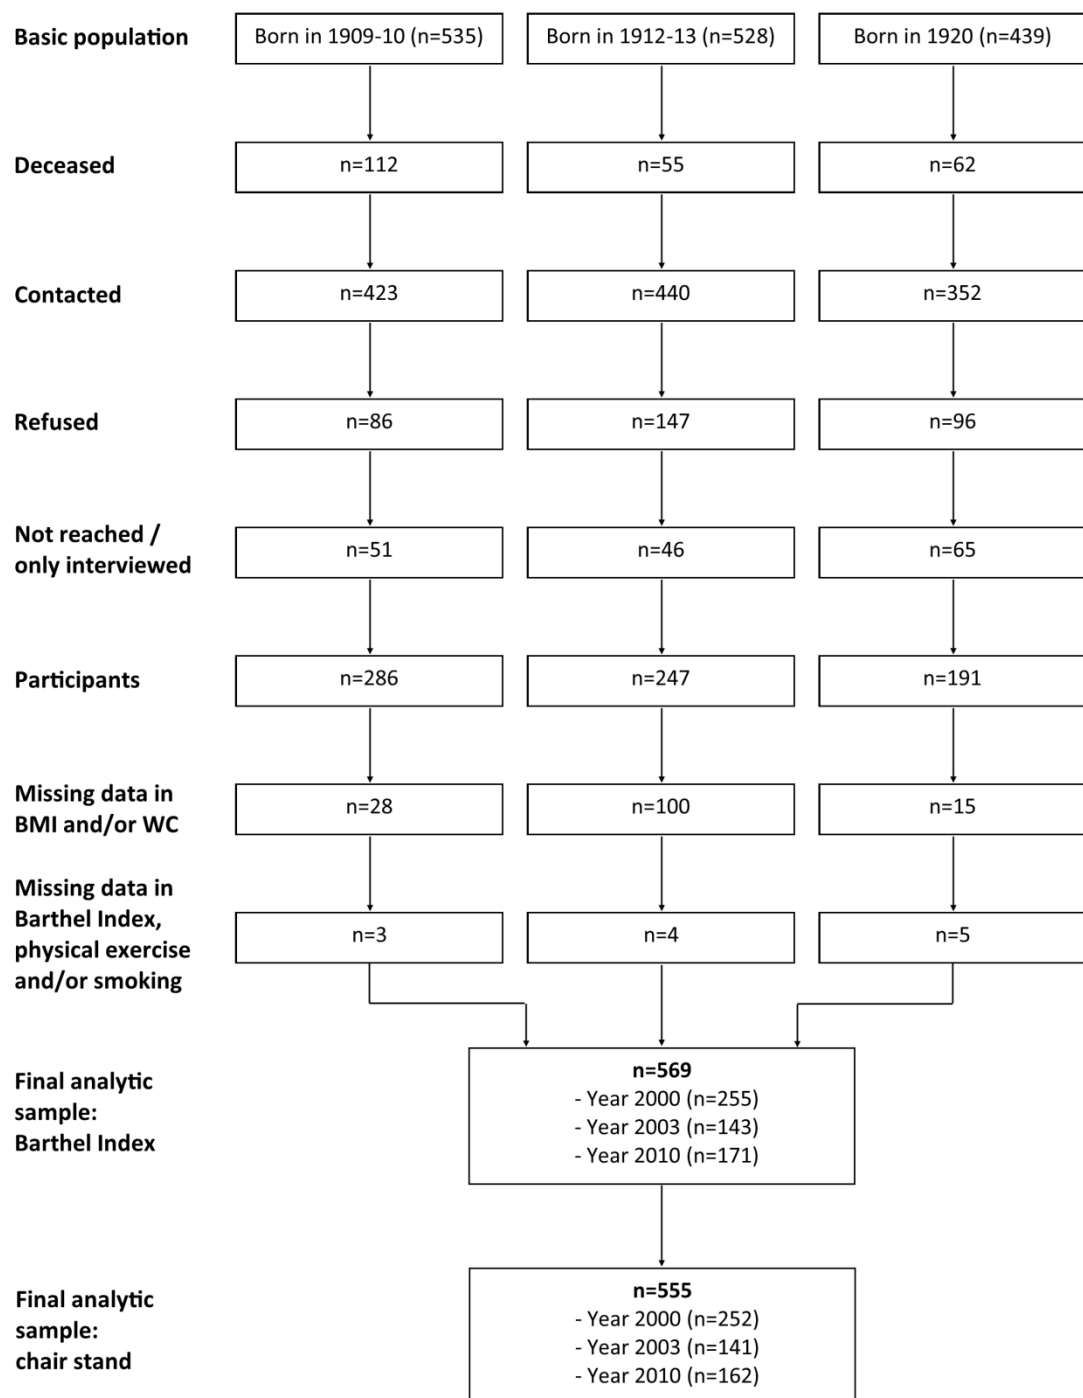 Basic population
Born in 1909-10 (n=535)
Born in 1912-13 (n=528)
Born in 1920 (n=439)
Deceased
n=112
n=55
n=62
Contacted
n=423
n=440
n=352
Refused
n=86
n=147
n=96
Not reached /
only interviewed
n=51
n=46
n=65
Participants
n=286
n=247
n=191
Missing data in
BMI and/or WC
n=28
n=100
n=15
Missing data in
Barthel Index,
physical exercise
and/or smoking
n=3
n=4
n=5
Final analytic
sample:
Barthel Index
n=569
- Year 2000 (n=255)
- Year 2003 (n=143)
- Year 2010 (n=171)
Final analytic
sample:
chair stand
n=555
- Year 2000 (n=252)
- Year 2003 (n=141)
- Year 2010 (n=162)